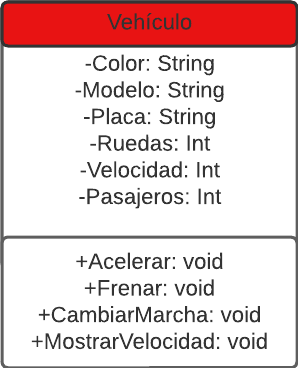 Vehículo
-Color: String
-Modelo: String
-Placa: String
-Ruedas: Int
-Velocidad: Int
-Pasajeros: Int
+Acelerar: void
+Frenar: void
+CambiarMarcha: void
+MostrarVelocidad: void